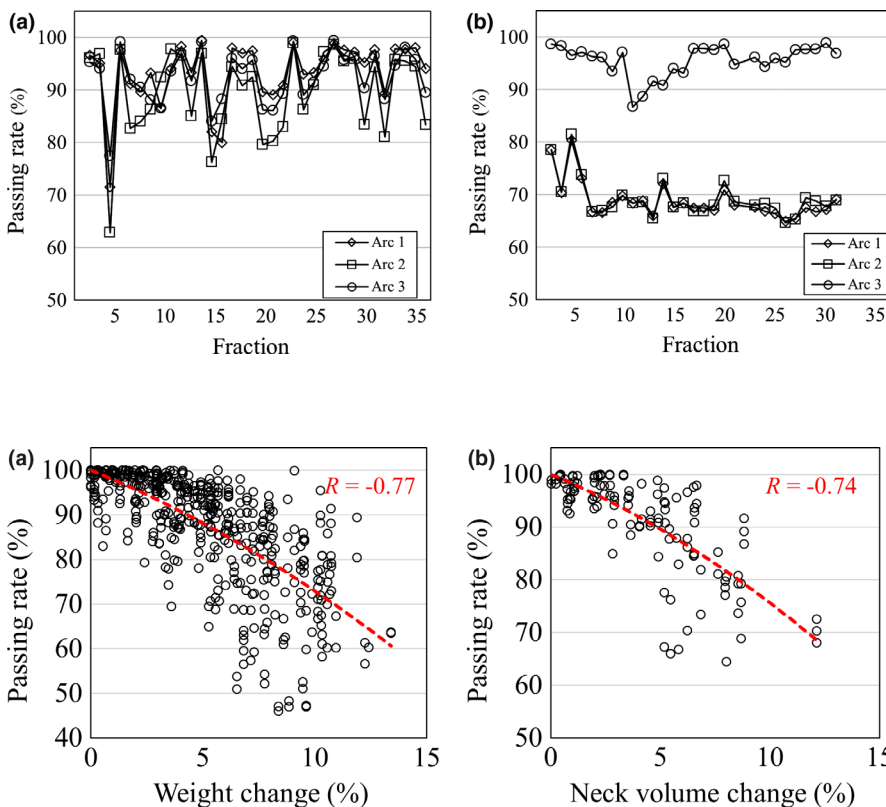 (a)
Passing rate (%)
100
90
80
70
60
50
5 10 15 20 25 30 35
Fraction
Arc 1
Arc 2
Arc 3
(b)
Passing rate (%)
100
90
80
70
60
50
5 10 15 20 25 30 35
Fraction
Arc 1
Arc 2
Arc 3
(a)
Passing rate (%)
100
90
80
70
60
50
40
0 5 10 15
Weight change (%)
R = -0.77
(b)
Passing rate (%)
100
90
80
70
60
50
0 5 10 15
Neck volume change (%)
R = -0.74